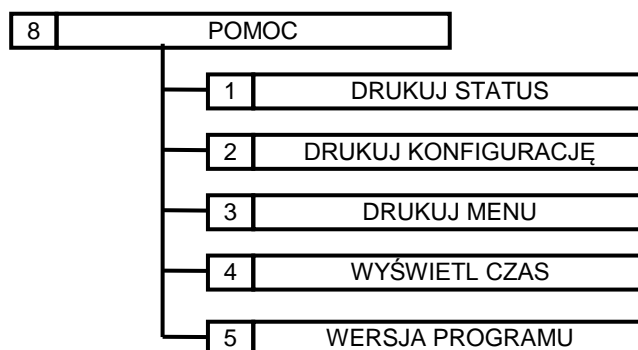 8 POMOC
1 DRUKUJ STATUS
2 DRUKUJ KONFIGURACJĘ
3 DRUKUJ MENU
4 WYŚWIETL CZAS
5 WERSJA PROGRAMU